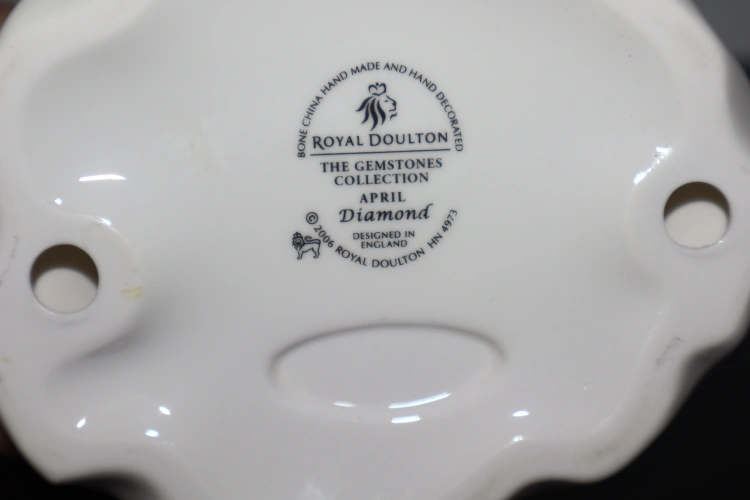 BONE CHINA HAND MADE AND HAND DECORATED
ROYAL DOULTON
THE GEMSTONES
COLLECTION
APRIL
Diamond
DESIGNED IN
ENGLAND
© 2006 ROYAL DOULTON HN 4973